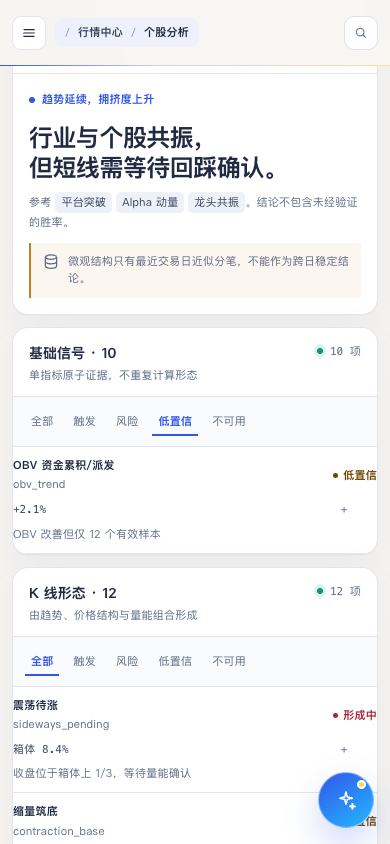 / 行情中心 / 个股分析
趋势延续，拥挤度上升
行业与个股共振，
但短线需等待回踩确认。
参考 平台突破 Alpha 动量 龙头共振 。结论不包含未经验证
的胜率。
微观结构只有最近交易日近似分笔，不能作为跨日稳定结
论。
基础信号 · 10
10 项
单指标原子证据，不重复计算形态
全部 触发 风险 低置信 不可用
OBV 资金累积/派发
低置信
obv_trend
+2.1%
+
OBV 改善但仅 12 个有效样本
K 线形态 · 12
12 项
由趋势、价格结构与量能组合形成
全部 触发 风险 低置信 不可用
震荡待涨
形成中
sideways_pending
箱体 8.4%
+
收盘位于箱体上 1/3，等待量能确认
缩量筑底
信
contraction_base